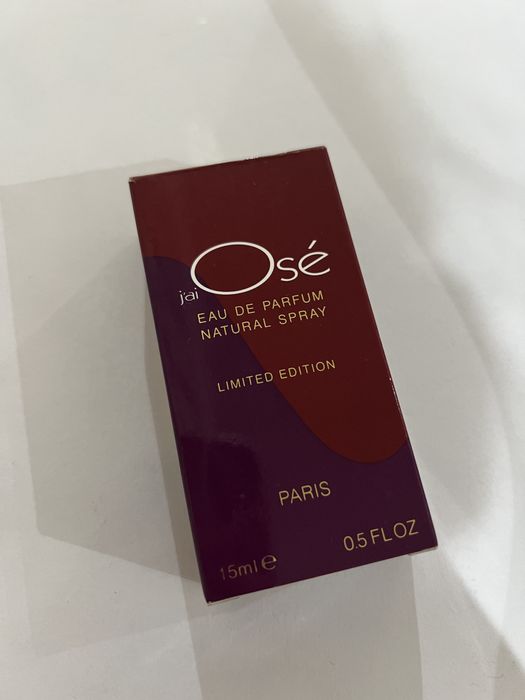 j'ai Osé
EAU DE PARFUM
NATURAL SPRAY
LIMITED EDITION
PARIS
15ml e 0.5 FL OZ